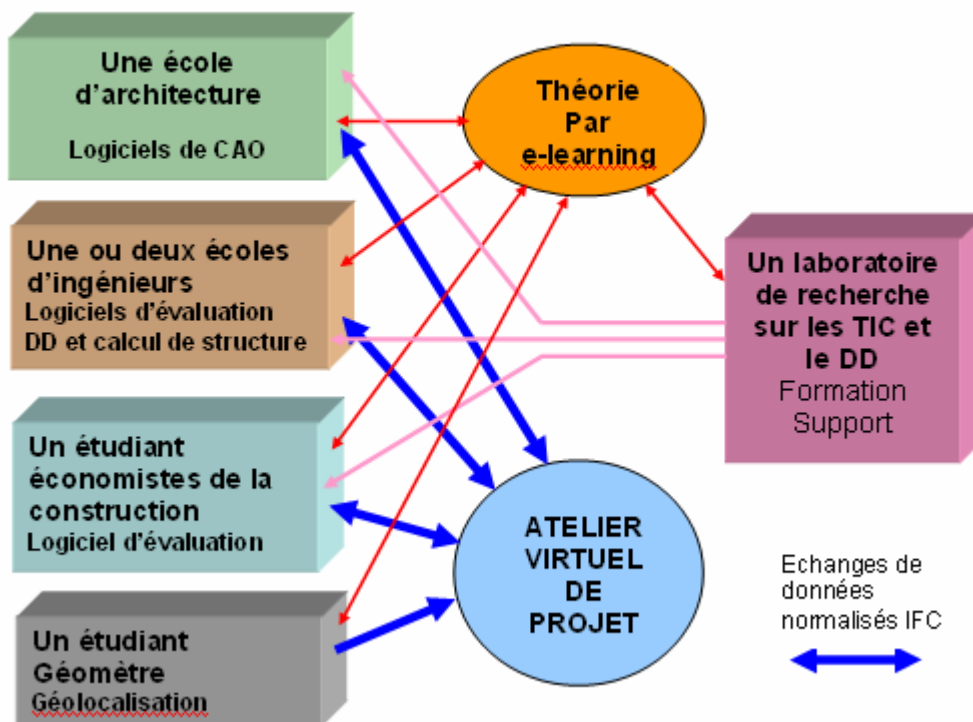 Une école
d'architecture
Logiciels de CAO
Théorie
Par
e-learning
Une ou deux écoles
d'ingénieurs
Logiciels d'évaluation
DD et calcul de structure
Un laboratoire
de recherche
sur les TIC et
le DD
Formation
Support
Un étudiant
économistes de la
construction
Logiciel d'évaluation
ATELIER
VIRTUEL
DE
PROJET
Echanges de
données
normalisés IFC
Un étudiant
Géomètre
Géolocalisation